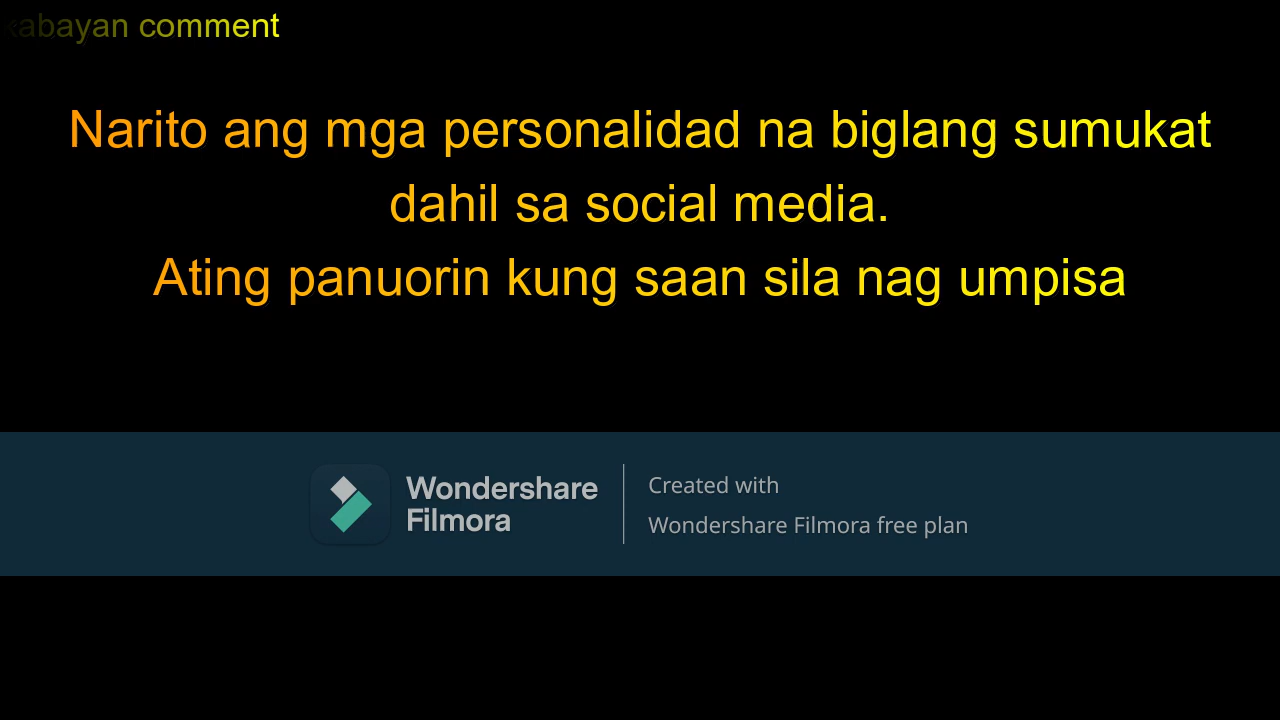 kabayan comment
Narito ang mga personalidad na biglang sumukat
dahil sa social media.
Ating panuorin kung saan sila nag umpisa
Wondershare
Filmora
Created with
Wondershare Filmora free plan